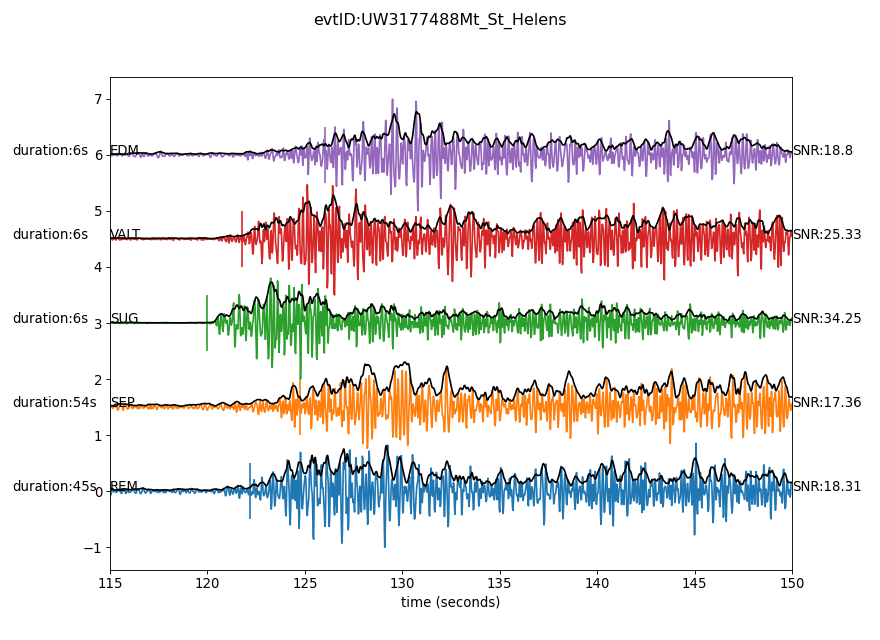 evtID:UW3177488Mt_St_Helens
7
duration:6s EDM 6 SNR:18.8
5
duration:6s VALT SNR:25.33
4
duration:6s SUG 3 SNR:34.25
2
duration:54s SEP SNR:17.36
1
duration:45s REM 0 SNR:18.31
−1
115 120 125 130 135 140 145 150
time (seconds)